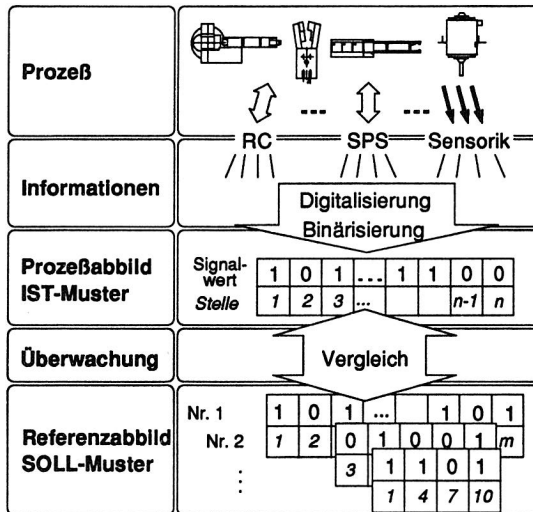 Prozeß
RC SPS Sensorik
Informationen
Digitalisierung
Binärisierung
Prozeßabbild
IST-Muster
Signal-
wert
1 0 1 ... 1 1 0 0
Stelle 1 2 3 ... n-1 n
Überwachung
Vergleich
Referenzabbild
SOLL-Muster
Nr. 1 1 0 1 ... 1 0 1
Nr. 2 1 2 0 1 0 0 1 m
3 1 1 0 1
⋮ 1 4 7 10